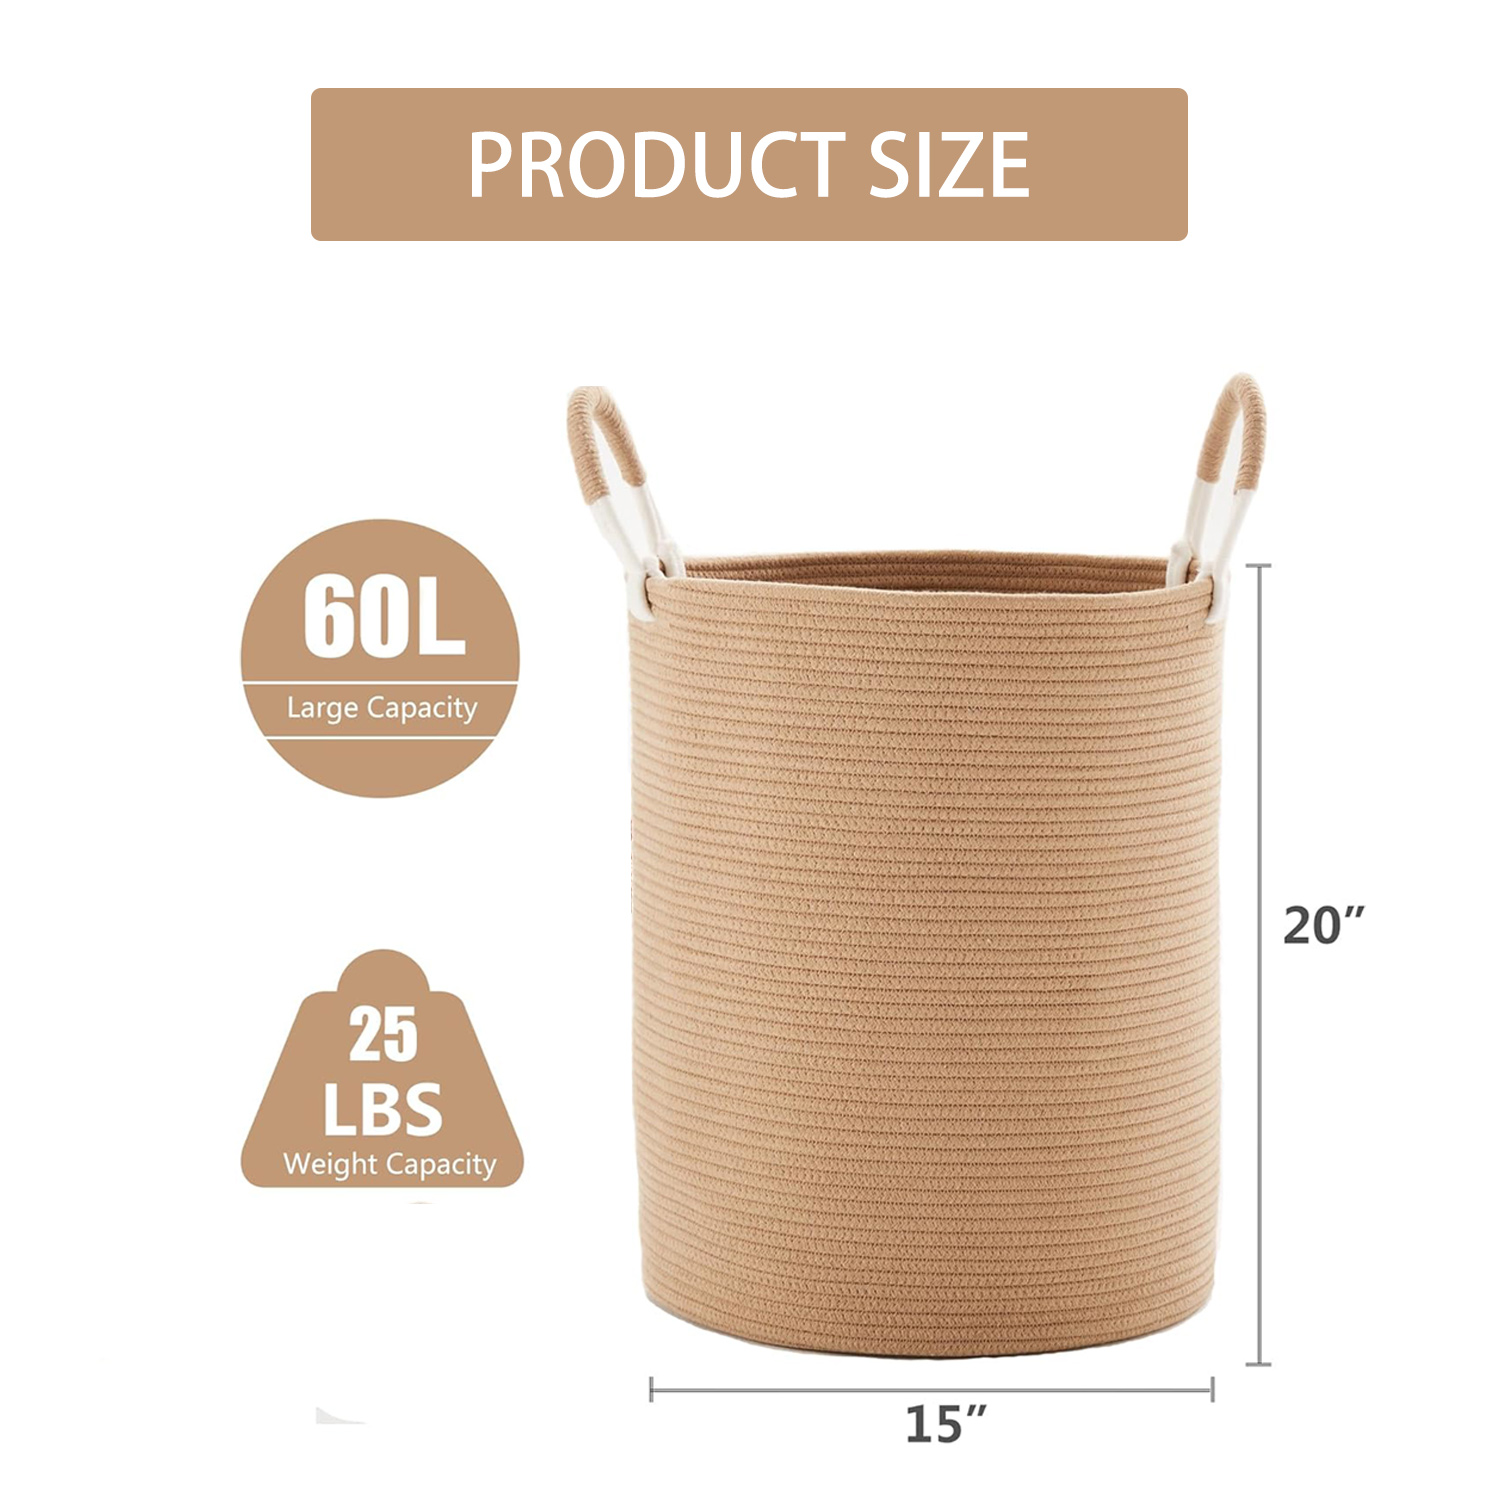 PRODUCT SIZE
60L
Large Capacity
25
LBS
Weight Capacity
20”
15”